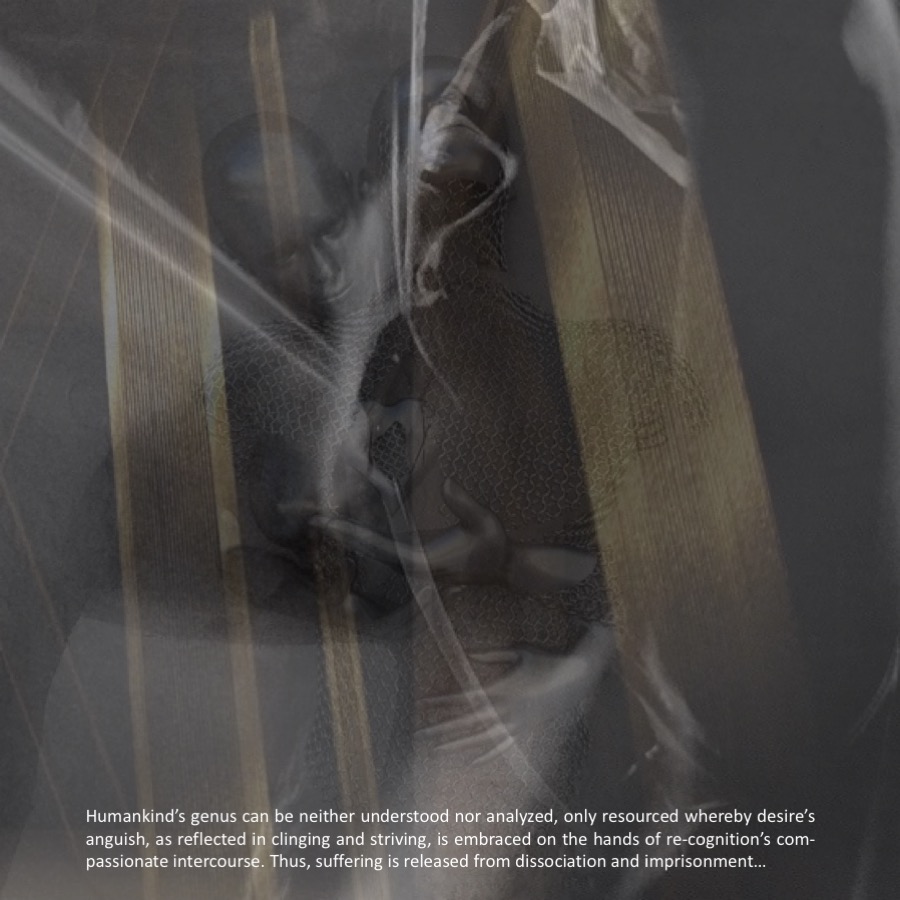 Humankind’s genus can be neither understood nor analyzed, only resourced whereby desire’s
anguish, as reflected in clinging and striving, is embraced on the hands of re-cognition’s com-
passionate intercourse. Thus, suffering is released from dissociation and imprisonment...